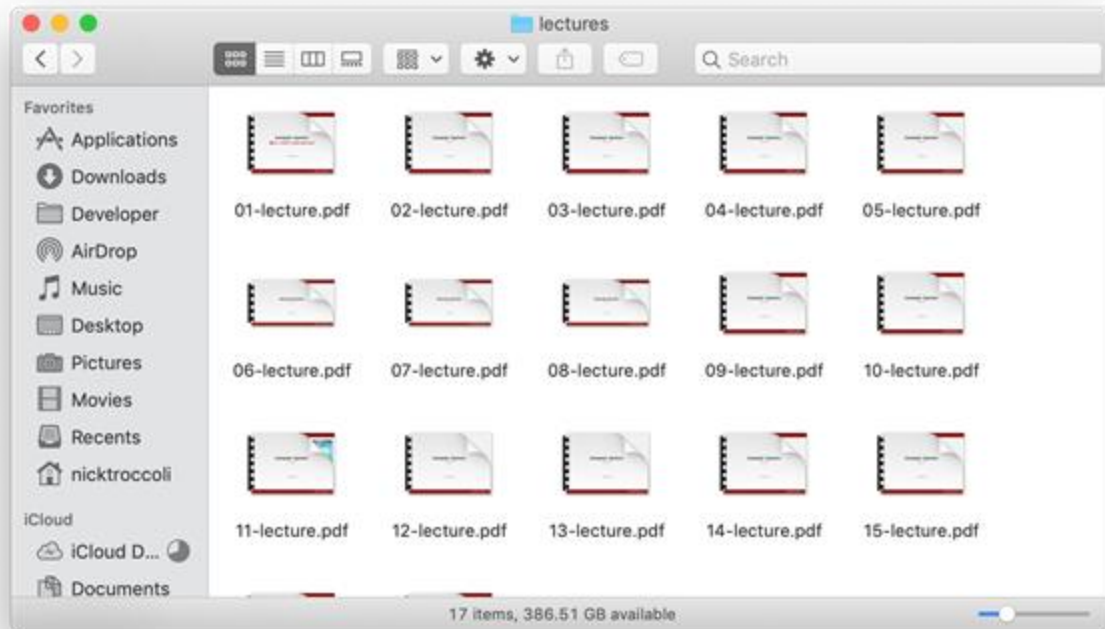 lectures
Search
Favorites
Applications
Downloads
Developer
AirDrop
Music
Desktop
Pictures
Movies
Recents
nicktroccoli
iCloud
iCloud D...
Documents
01-lecture.pdf 02-lecture.pdf 03-lecture.pdf 04-lecture.pdf 05-lecture.pdf
06-lecture.pdf 07-lecture.pdf 08-lecture.pdf 09-lecture.pdf 10-lecture.pdf
11-lecture.pdf 12-lecture.pdf 13-lecture.pdf 14-lecture.pdf 15-lecture.pdf
17 items, 386.51 GB available